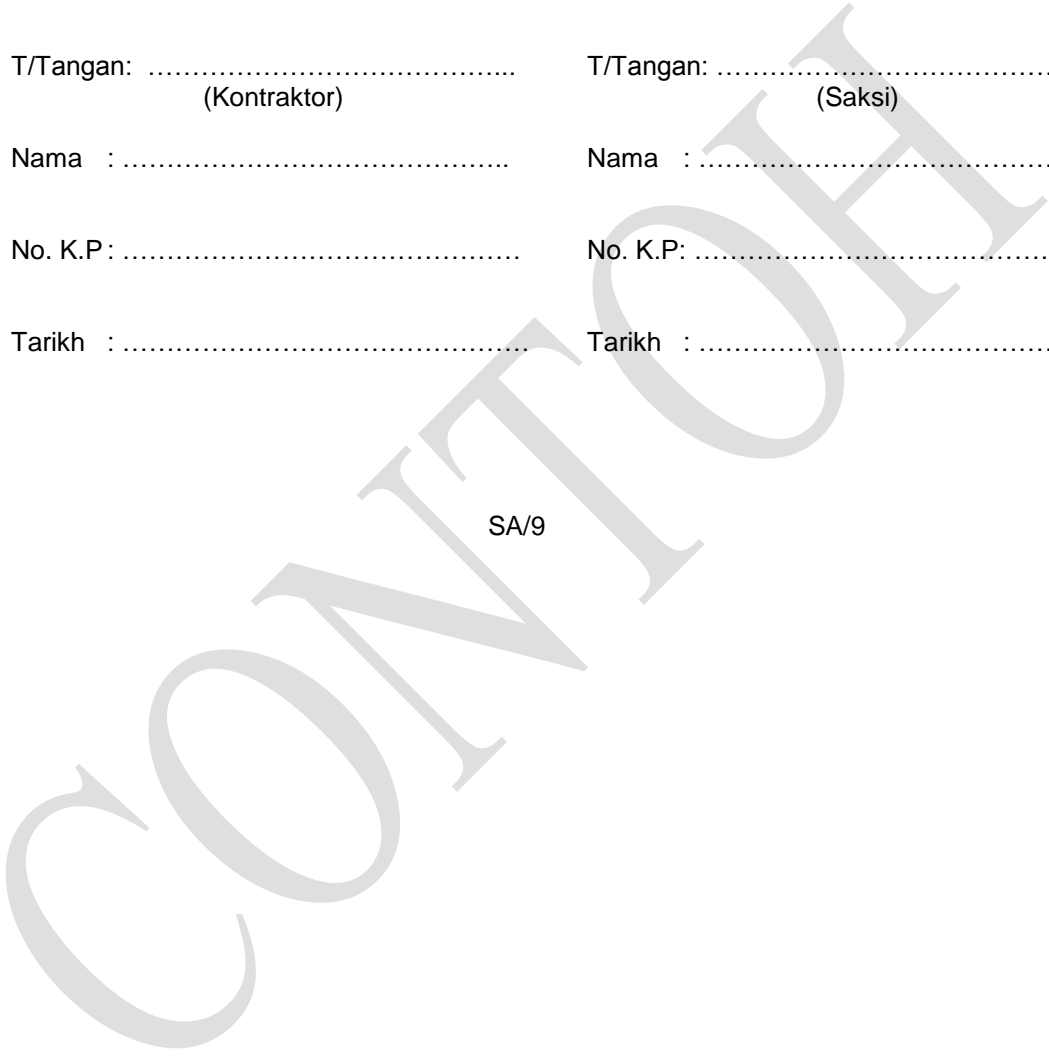 T/Tangan: ……………………………………... T/Tangan: …………………………………
(Kontraktor) (Saksi)
Nama : …………………………………….. Nama : …………………………………
No. K.P : ……………………………………… No. K.P: …………………………………
Tarikh : ……………………………………… Tarikh : …………………………………
SA/9
CONTOH